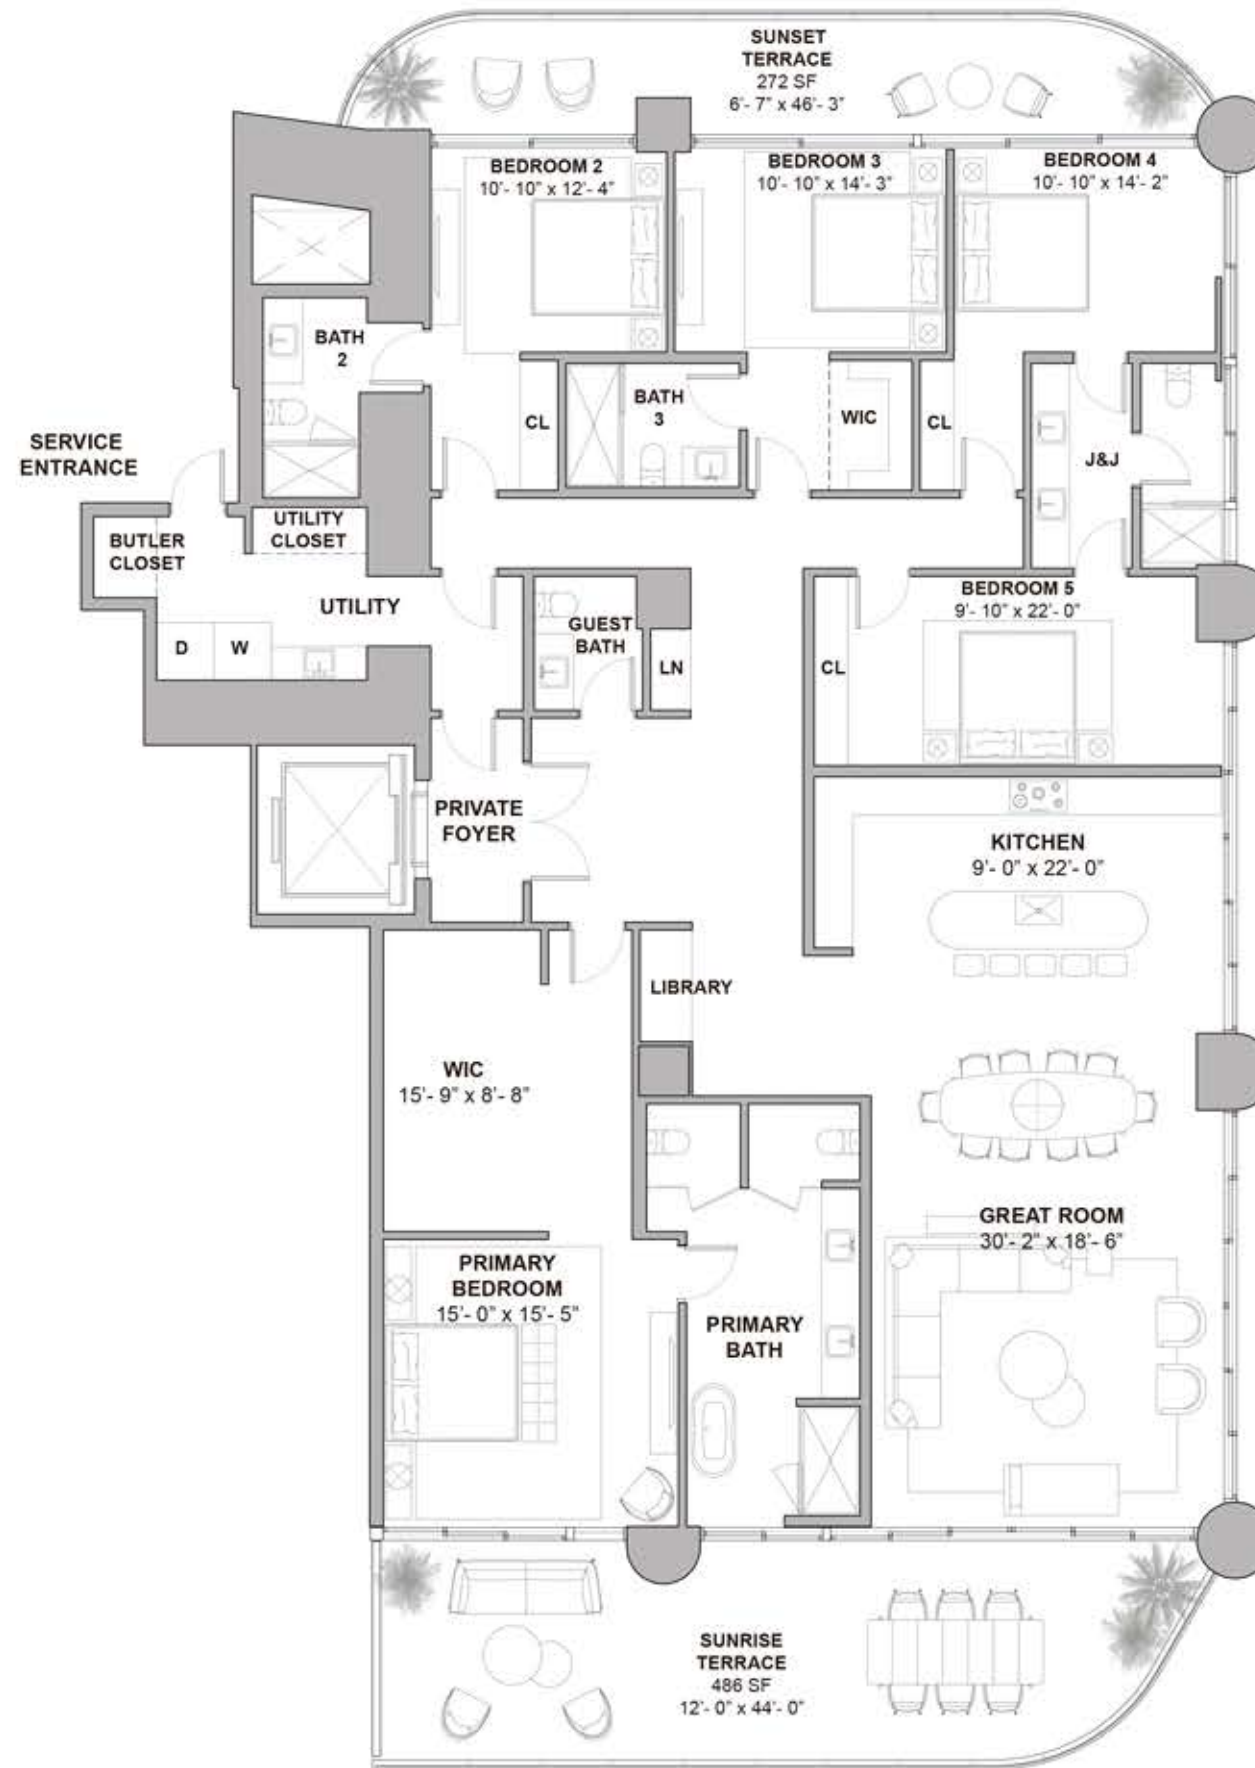 SUNSET
TERRACE
272 SF
6'- 7" x 46'- 3"
BEDROOM 2
10'- 10" x 12'- 4"
BEDROOM 3
10'- 10" x 14'- 3"
BEDROOM 4
10'- 10" x 14'- 2"
BATH
2
CL
BATH
3
WIC
CL
J&J
SERVICE
ENTRANCE
BUTLER
CLOSET
UTILITY
CLOSET
UTILITY
D
W
GUEST
BATH
LN
BEDROOM 5
9'- 10" x 22'- 0"
CL
PRIVATE
FOYER
KITCHEN
9'- 0" x 22'- 0"
LIBRARY
WIC
15'- 9" x 8'- 8"
GREAT ROOM
30'- 2" x 18'- 6"
PRIMARY
BEDROOM
15'- 0" x 15'- 5"
PRIMARY
BATH
SUNRISE
TERRACE
486 SF
12'- 0" x 44'- 0"